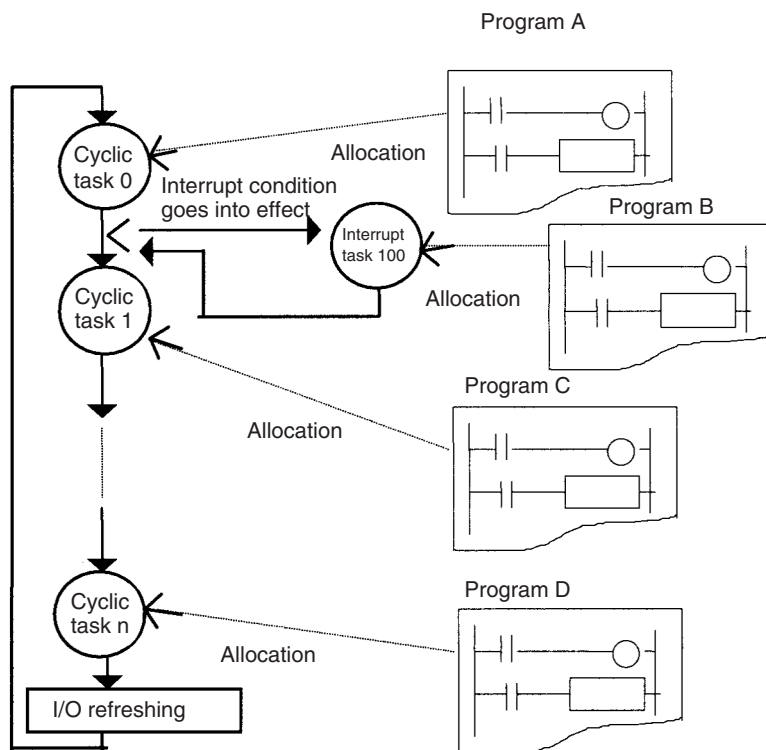 Program A
Cyclic
task 0
Allocation
Interrupt condition
goes into effect
Program B
Interrupt
task 100
Allocation
Cyclic
task 1
Program C
Allocation
Program D
Cyclic
task n
Allocation
I/O refreshing